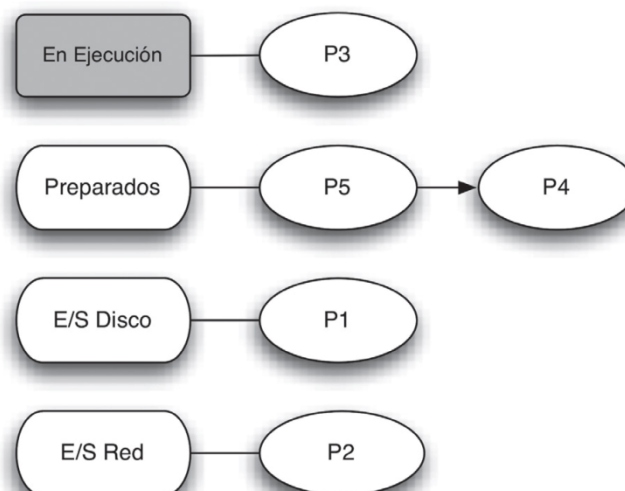 En Ejecución
P3
Preparados
P5
P4
E/S Disco
P1
E/S Red
P2